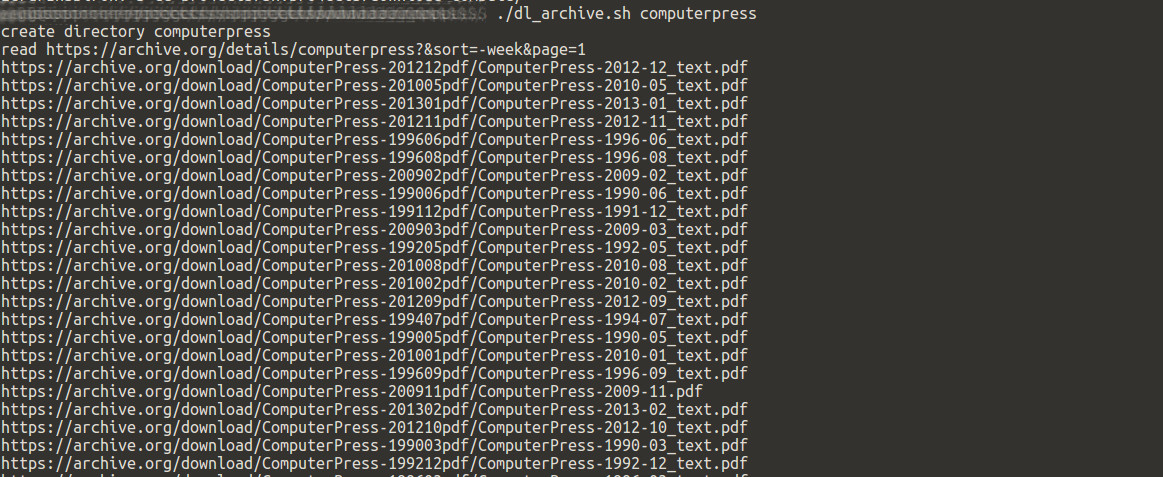 ./dl_archive.sh computerpress
create directory computerpress
read https://archive.org/details/computerpress?&sort=-week&page=1
https://archive.org/download/ComputerPress-201212pdf/ComputerPress-2012-12_text.pdf
https://archive.org/download/ComputerPress-201005pdf/ComputerPress-2010-05_text.pdf
https://archive.org/download/ComputerPress-201301pdf/ComputerPress-2013-01_text.pdf
https://archive.org/download/ComputerPress-201211pdf/ComputerPress-2012-11_text.pdf
https://archive.org/download/ComputerPress-199606pdf/ComputerPress-1996-06_text.pdf
https://archive.org/download/ComputerPress-199608pdf/ComputerPress-1996-08_text.pdf
https://archive.org/download/ComputerPress-200902pdf/ComputerPress-2009-02_text.pdf
https://archive.org/download/ComputerPress-199006pdf/ComputerPress-1990-06_text.pdf
https://archive.org/download/ComputerPress-199112pdf/ComputerPress-1991-12_text.pdf
https://archive.org/download/ComputerPress-200903pdf/ComputerPress-2009-03_text.pdf
https://archive.org/download/ComputerPress-199205pdf/ComputerPress-1992-05_text.pdf
https://archive.org/download/ComputerPress-201008pdf/ComputerPress-2010-08_text.pdf
https://archive.org/download/ComputerPress-201002pdf/ComputerPress-2010-02_text.pdf
https://archive.org/download/ComputerPress-201209pdf/ComputerPress-2012-09_text.pdf
https://archive.org/download/ComputerPress-199407pdf/ComputerPress-1994-07_text.pdf
https://archive.org/download/ComputerPress-199005pdf/ComputerPress-1990-05_text.pdf
https://archive.org/download/ComputerPress-201001pdf/ComputerPress-2010-01_text.pdf
https://archive.org/download/ComputerPress-199609pdf/ComputerPress-1996-09_text.pdf
https://archive.org/download/ComputerPress-200911pdf/ComputerPress-2009-11.pdf
https://archive.org/download/ComputerPress-201302pdf/ComputerPress-2013-02_text.pdf
https://archive.org/download/ComputerPress-201210pdf/ComputerPress-2012-10_text.pdf
https://archive.org/download/ComputerPress-199003pdf/ComputerPress-1990-03_text.pdf
https://archive.org/download/ComputerPress-199212pdf/ComputerPress-1992-12_text.pdf